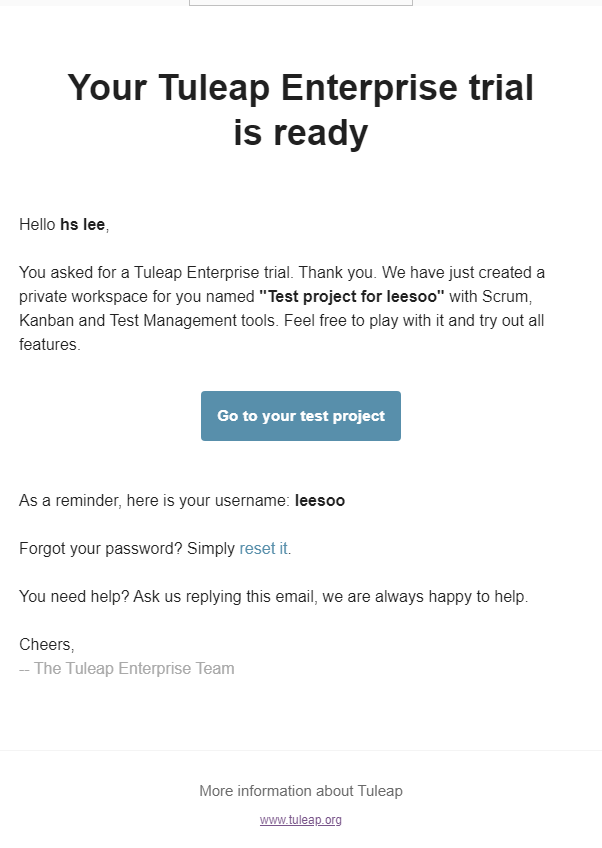 Your Tuleap Enterprise trial
is ready
Hello hs lee,
You asked for a Tuleap Enterprise trial. Thank you. We have just created a
private workspace for you named "Test project for leesoo" with Scrum,
Kanban and Test Management tools. Feel free to play with it and try out all
features.
Go to your test project
As a reminder, here is your username: leesoo
Forgot your password? Simply reset it.
You need help? Ask us replying this email, we are always happy to help.
Cheers,
-- The Tuleap Enterprise Team
More information about Tuleap
www.tuleap.org